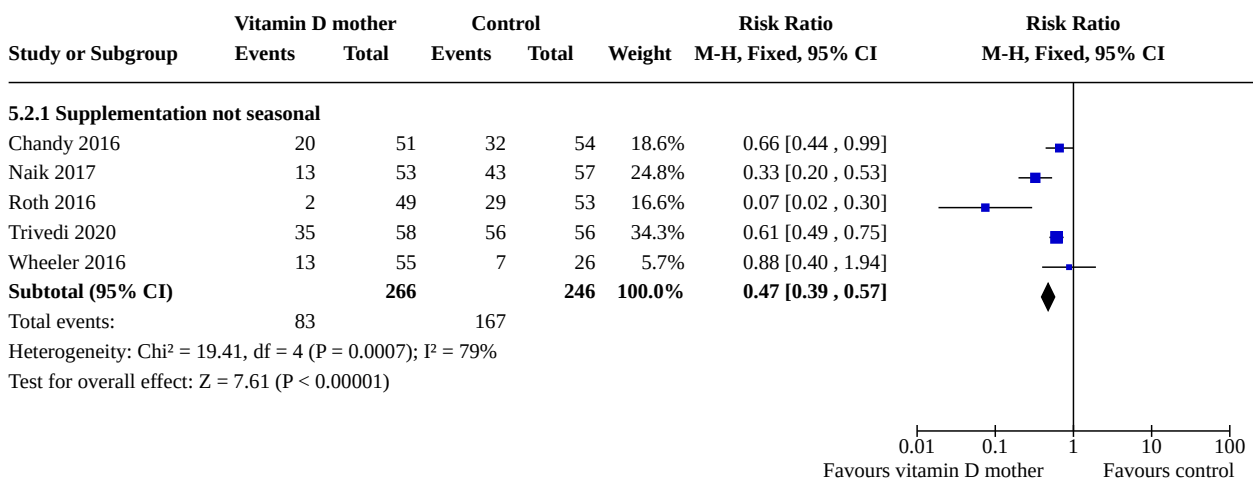 Vitamin D mother Control Risk Ratio Risk Ratio
Study or Subgroup Events Total Events Total Weight M-H, Fixed, 95% CI M-H, Fixed, 95% CI
5.2.1 Supplementation not seasonal
Chandy 2016 20 51 32 54 18.6% 0.66 [0.44 , 0.99]
Naik 2017 13 53 43 57 24.8% 0.33 [0.20 , 0.53]
Roth 2016 2 49 29 53 16.6% 0.07 [0.02 , 0.30]
Trivedi 2020 35 58 56 56 34.3% 0.61 [0.49 , 0.75]
Wheeler 2016 13 55 7 26 5.7% 0.88 [0.40 , 1.94]
Subtotal (95% CI) 266 246 100.0% 0.47 [0.39 , 0.57]
Total events: 83 167
Heterogeneity: Chi² = 19.41, df = 4 (P = 0.0007); I² = 79%
Test for overall effect: Z = 7.61 (P < 0.00001)
0.01 0.1 1 10 100
Favours vitamin D mother Favours control